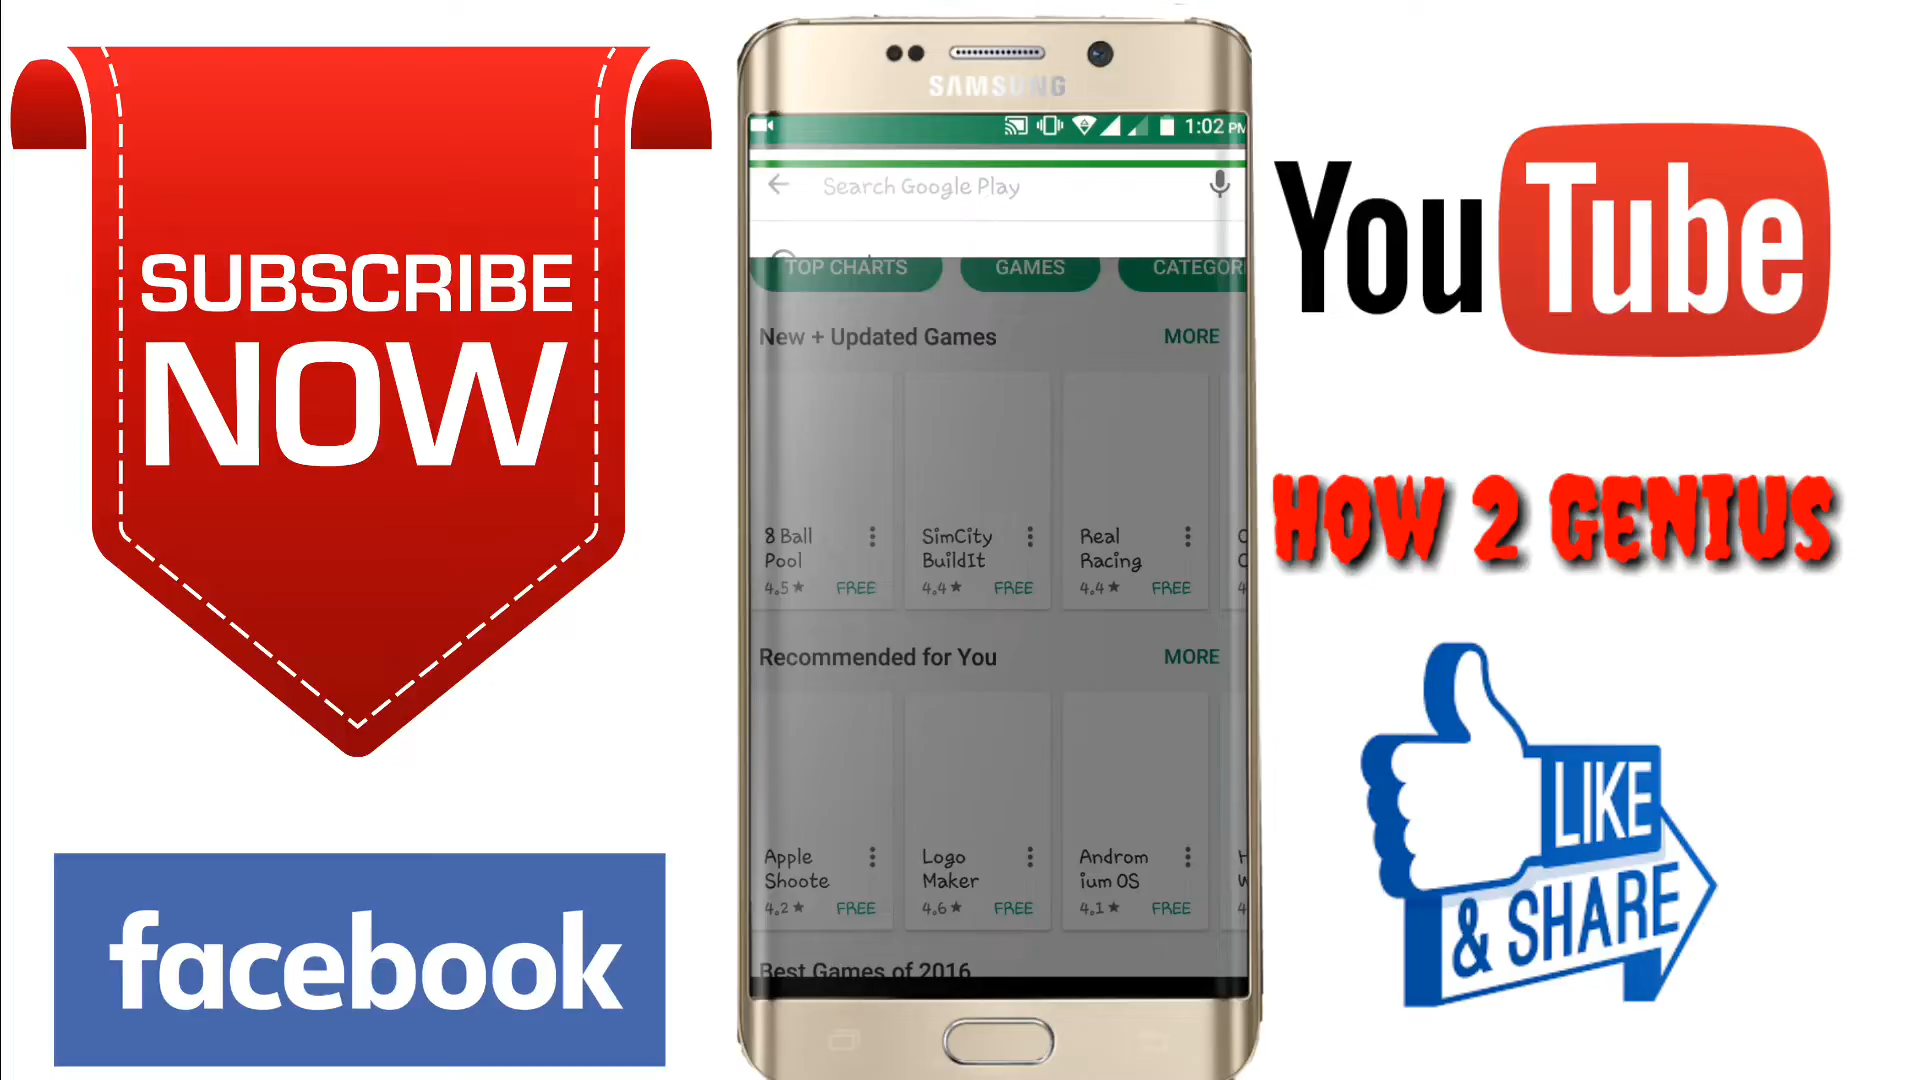 SUBSCRIBE
NOW
facebook
SAMSUNG
1:02 PM
Search Google Play
TOP CHARTS
GAMES
CATEGORI
New + Updated Games
MORE
8 Ball
Pool
4.5★ FREE
SimCity
BuildIt
4.4★ FREE
Real
Racing
4.4★ FREE
Recommended for You
MORE
Apple
Shoote
4.2★ FREE
Logo
Maker
4.6★ FREE
Androm
ium OS
4.1★ FREE
Best Games of 2016
YouTube
HOW 2 GENIUS
LIKE
& SHARE